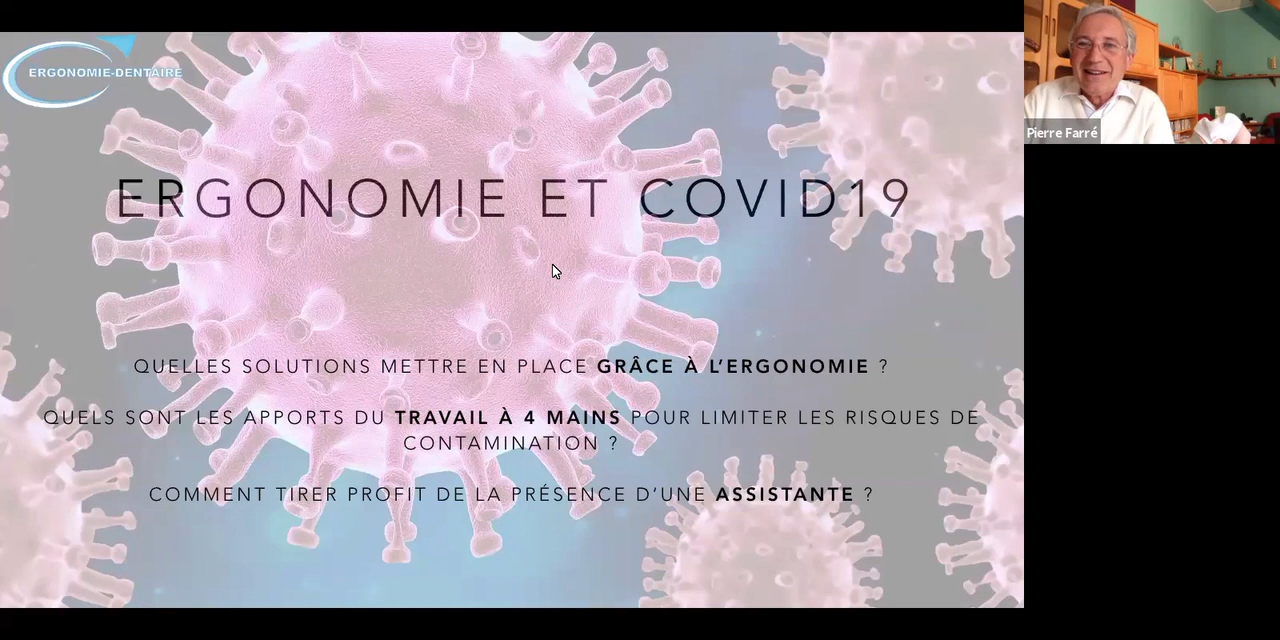 ERGONOMIE-DENTAIRE
Pierre Farré
ERGONOMIE ET COVID19
QUELLES SOLUTIONS METTRE EN PLACE GRÂCE À L'ERGONOMIE ?
QUELS SONT LES APPORTS DU TRAVAIL À 4 MAINS POUR LIMITER LES RISQUES DE
CONTAMINATION ?
COMMENT TIRER PROFIT DE LA PRÉSENCE D'UNE ASSISTANTE ?